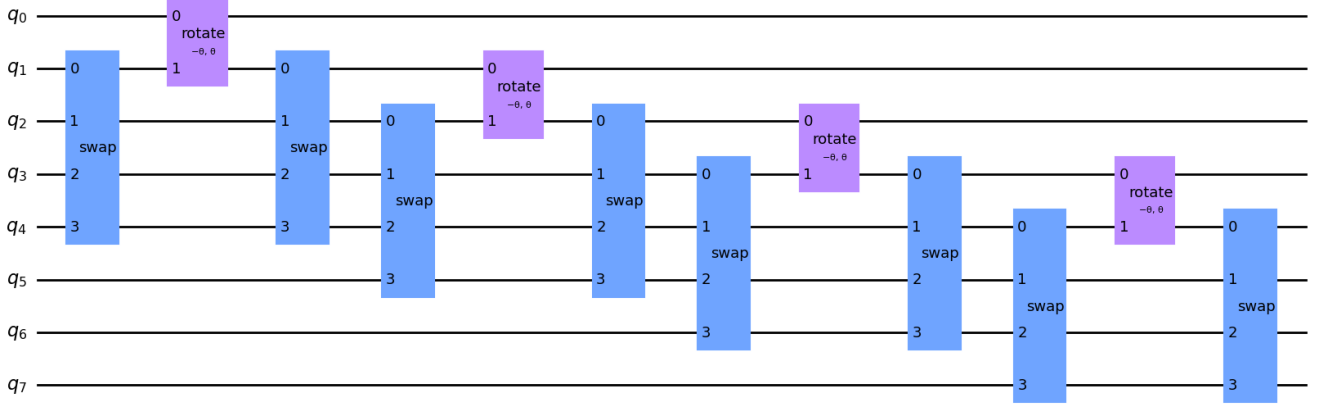 q₀ 0
rotate
−θ, θ
q₁ 0 1 0 0
rotate
−θ, θ
q₂ 1 1 0 1 0 0
rotate
swap swap
−θ, θ
q₃ 2 2 1 1 0 1 0 0
rotate
swap swap
−θ, θ
q₄ 3 3 2 2 1 1 0 1 0
swap swap
q₅ 3 3 2 2 1 1
swap swap
q₆ 3 3 2 2
q₇ 3 3